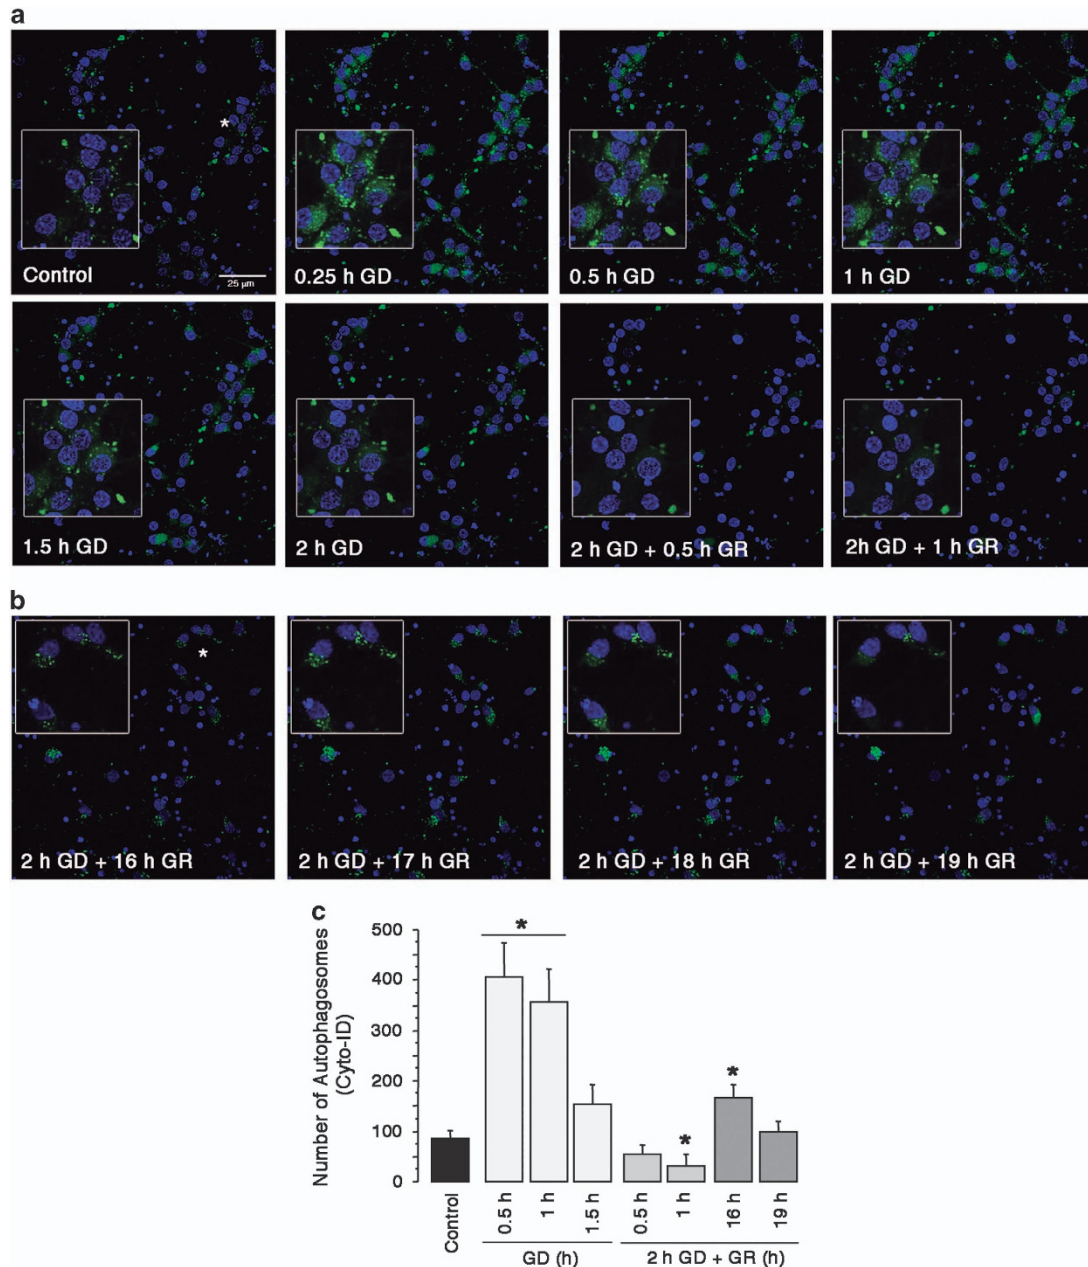 a
*
Control
25 µm
0.25 h GD
0.5 h GD
1 h GD
1.5 h GD
2 h GD
2 h GD + 0.5 h GR
2h GD + 1 h GR
b
*
2 h GD + 16 h GR
2 h GD + 17 h GR
2 h GD + 18 h GR
2 h GD + 19 h GR
c
Number of Autophagosomes
(Cyto-ID)
500
400
300
200
100
0
*
*
*
Control
0.5 h
1 h
1.5 h
0.5 h
1 h
16 h
19 h
GD (h)
2 h GD + GR (h)